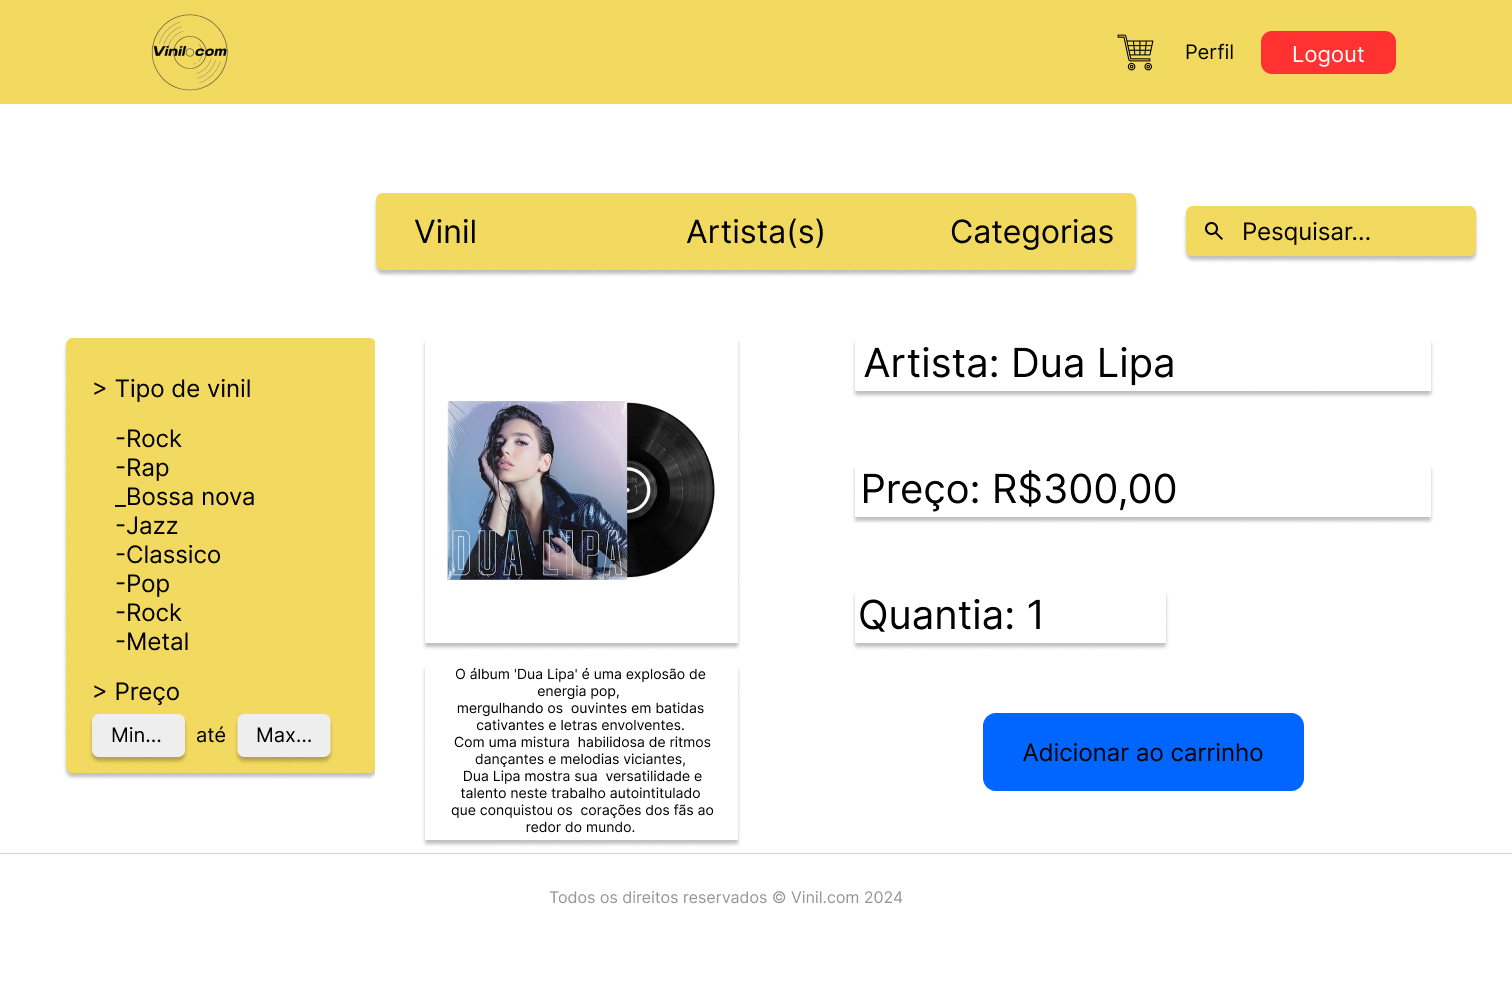 Vinil.com
Perfil
Logout
Vinil
Artista(s)
Categorias
Pesquisar...
> Tipo de vinil
-Rock
-Rap
_Bossa nova
-Jazz
-Classico
-Pop
-Rock
-Metal
> Preço
Min... até Max...
DUA LIPA
O álbum 'Dua Lipa' é uma explosão de
energia pop,
mergulhando os  ouvintes em batidas
cativantes e letras envolventes.
Com uma mistura  habilidosa de ritmos
dançantes e melodias viciantes,
Dua Lipa mostra sua  versatilidade e
talento neste trabalho autointitulado
que conquistou os  corações dos fãs ao
redor do mundo.
Artista: Dua Lipa
Preço: R$300,00
Quantia: 1
Adicionar ao carrinho
Todos os direitos reservados © Vinil.com 2024